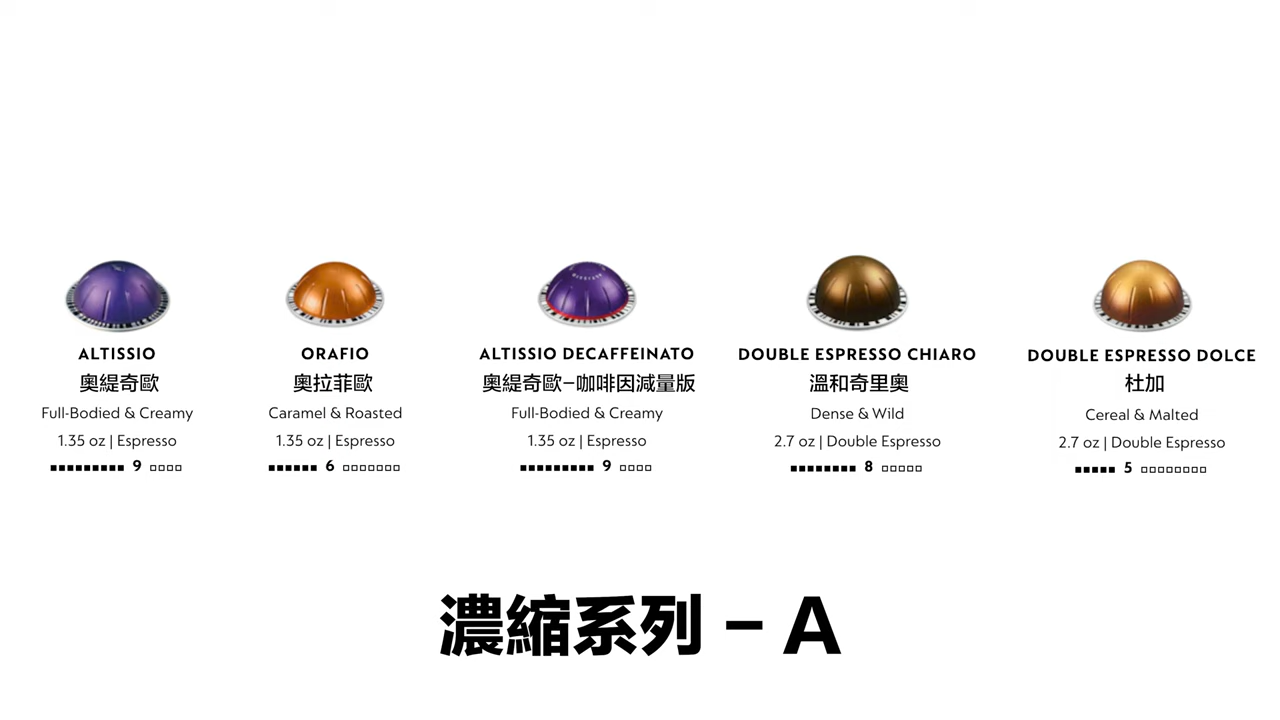 ALTISSIO
奧緹奇歐
Full-Bodied & Creamy
1.35 oz | Espresso
9
ORAFIO
奧拉菲歐
Caramel & Roasted
1.35 oz | Espresso
6
ALTISSIO DECAFFEINATO
奧緹奇歐–咖啡因減量版
Full-Bodied & Creamy
1.35 oz | Espresso
9
DOUBLE ESPRESSO CHIARO
溫和奇里奧
Dense & Wild
2.7 oz | Double Espresso
8
DOUBLE ESPRESSO DOLCE
杜加
Cereal & Malted
2.7 oz | Double Espresso
5
濃縮系列 – A